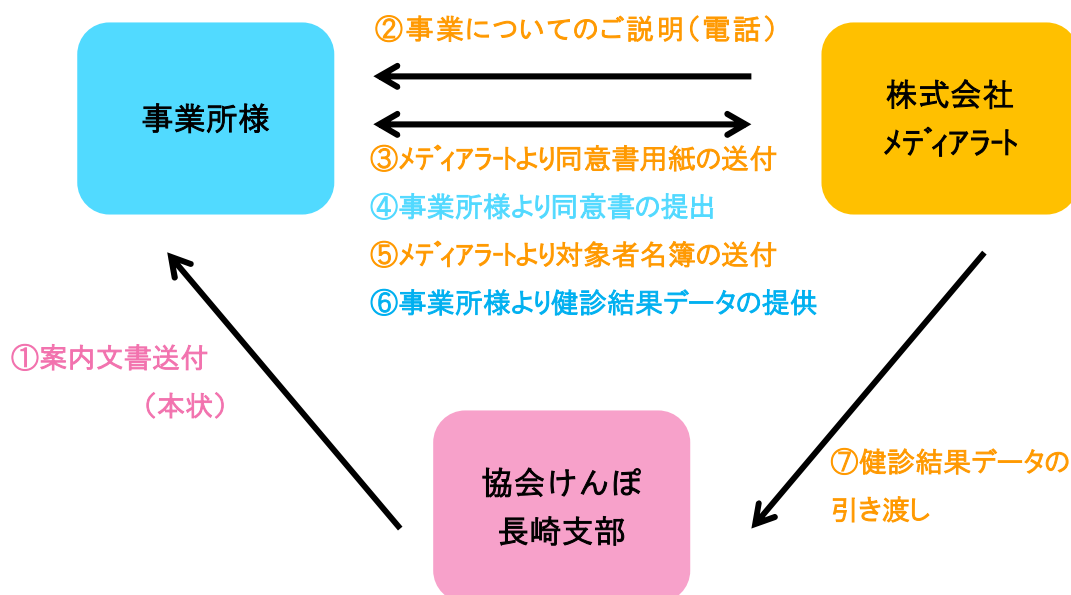 ②事業についてのご説明（電話）
事業所様
株式会社
メディアラート
③メディアラートより同意書用紙の送付
④事業所様より同意書の提出
⑤メディアラートより対象者名簿の送付
⑥事業所様より健診結果データの提供
①案内文書送付
（本状）
協会けんぽ
長崎支部
⑦健診結果データの
引き渡し